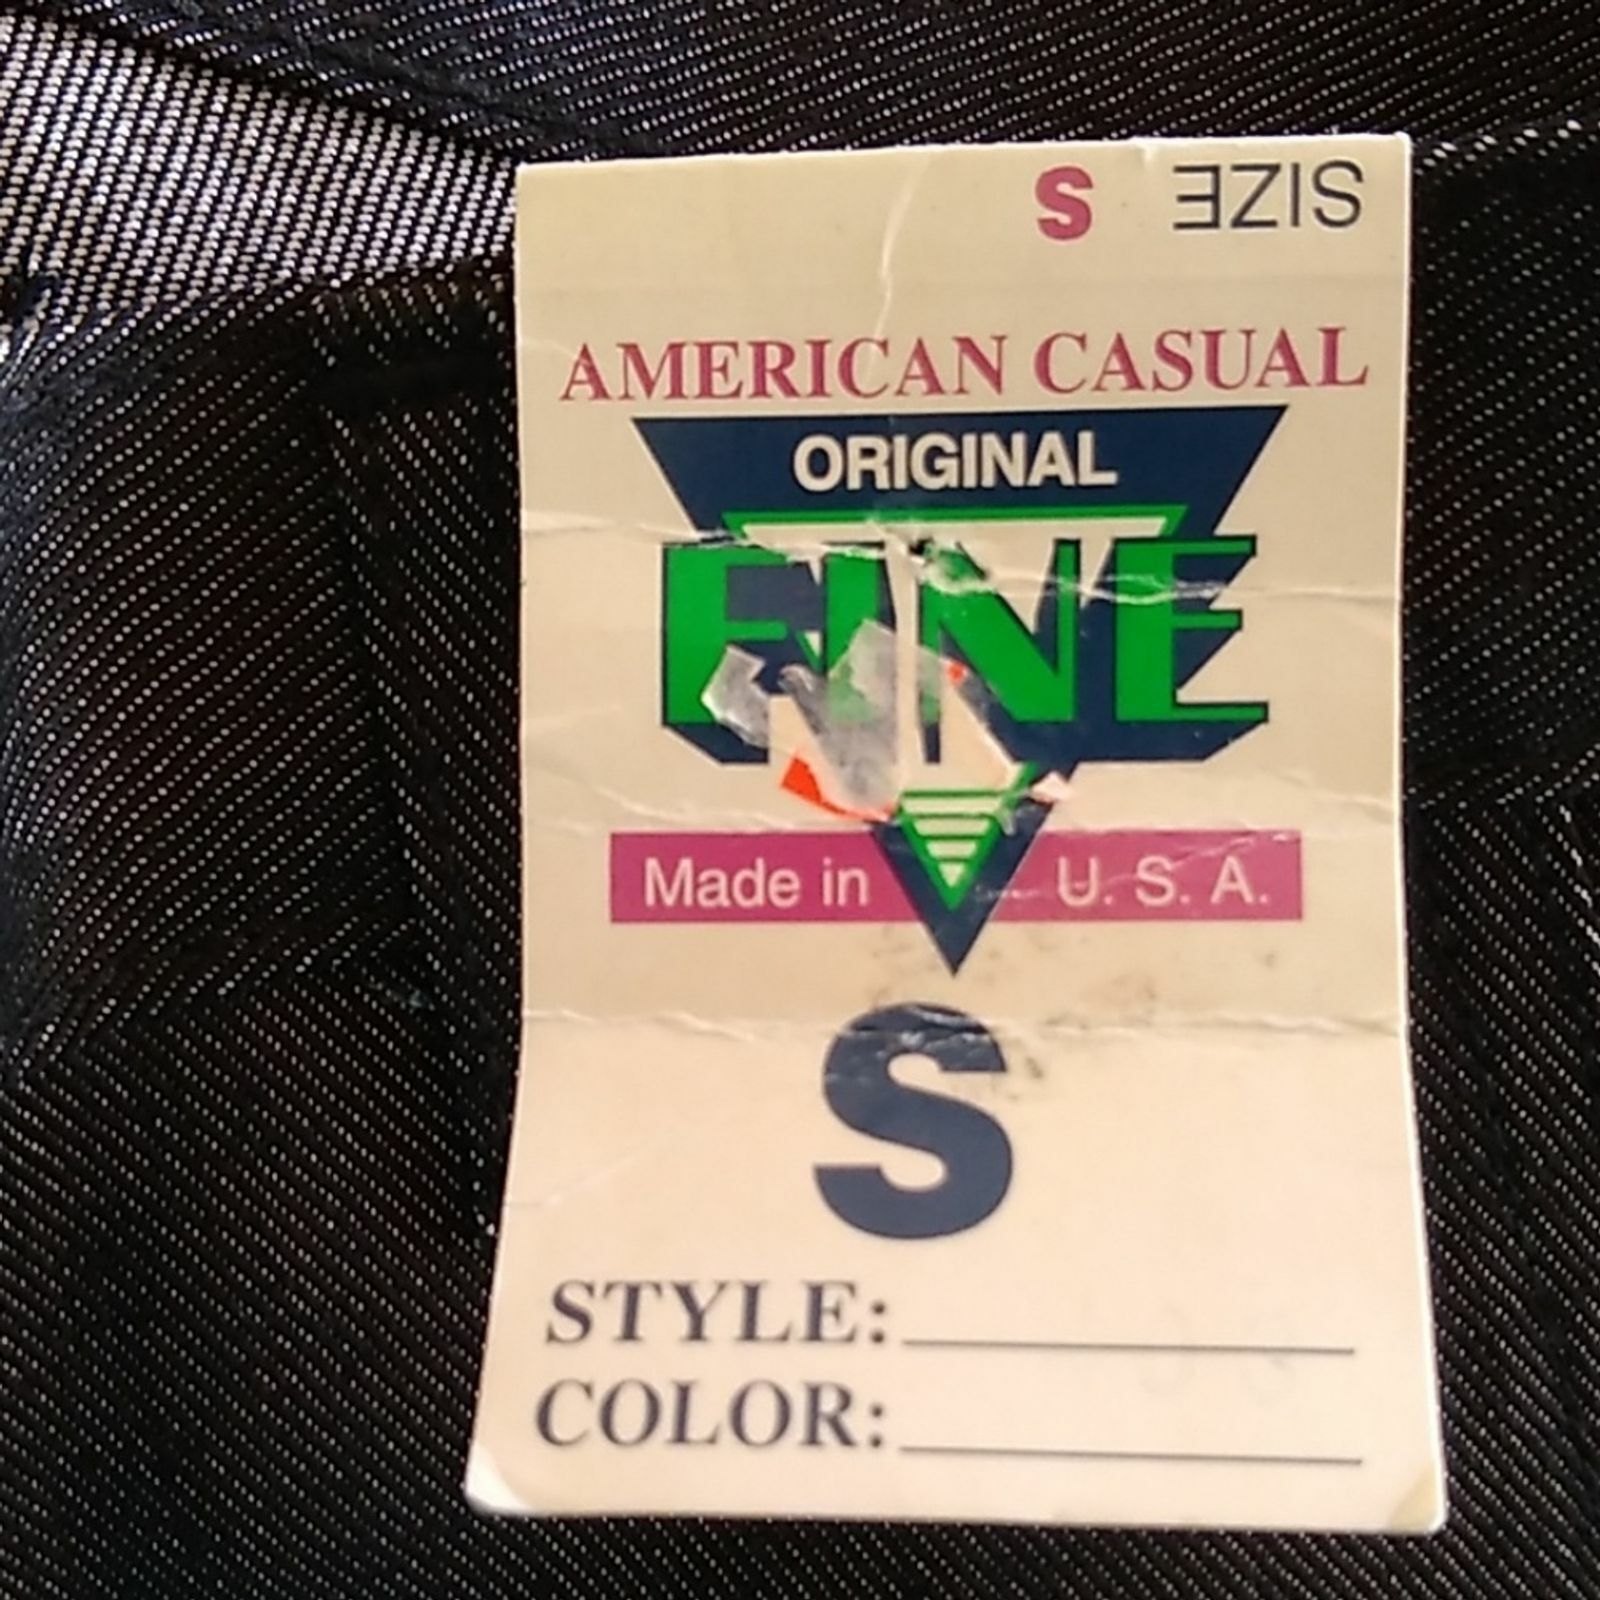 SIZE S
AMERICAN CASUAL
ORIGINAL
FINE
Made in U. S. A.
S
STYLE:
COLOR: